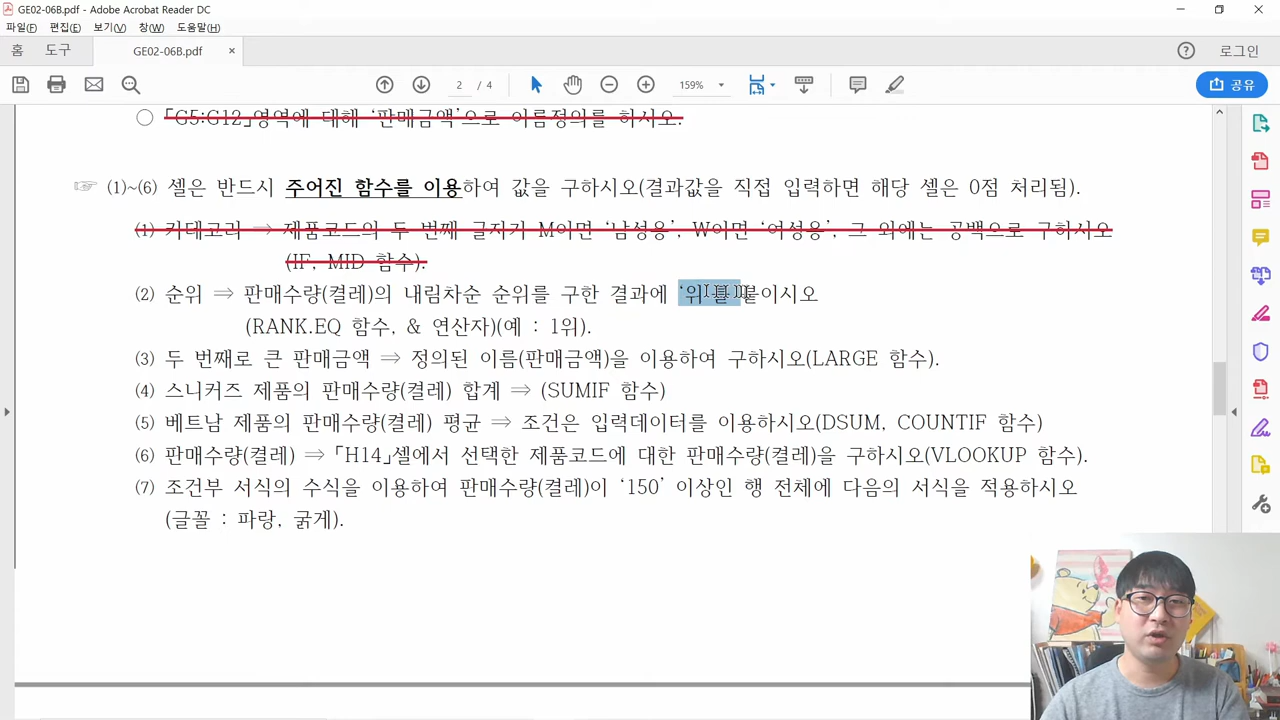 GE02-06B.pdf - Adobe Acrobat Reader DC
파일(F) 편집(E) 보기(V) 창(W) 도움말(H)
홈 도구 GE02-06B.pdf × 로그인
2 / 4 159% 공유
○ 「G5:G12」영역에 대해 ‘판매금액’으로 이름정의를 하시오.
☞ (1)~(6) 셀은 반드시 주어진 함수를 이용하여 값을 구하시오(결과값을 직접 입력하면 해당 셀은 0점 처리됨).
(1) 카테코리 ⇒ 제품코드의 두 번째 글자가 M이면 ‘남성용’, W이면 ‘여성용’, 그 외에는 공백으로 구하시오
(IF, MID 함수).
(2) 순위 ⇒ 판매수량(켤레)의 내림차순 순위를 구한 결과에 ‘위’를 붙이시오
(RANK.EQ 함수, & 연산자)(예 : 1위).
(3) 두 번째로 큰 판매금액 ⇒ 정의된 이름(판매금액)을 이용하여 구하시오(LARGE 함수).
(4) 스니커즈 제품의 판매수량(켤레) 합계 ⇒ (SUMIF 함수)
(5) 베트남 제품의 판매수량(켤레) 평균 ⇒ 조건은 입력데이터를 이용하시오(DSUM, COUNTIF 함수)
(6) 판매수량(켤레) ⇒ 「H14」셀에서 선택한 제품코드에 대한 판매수량(켤레)을 구하시오(VLOOKUP 함수).
(7) 조건부 서식의 수식을 이용하여 판매수량(켤레)이 ‘150’ 이상인 행 전체에 다음의 서식을 적용하시오
(글꼴 : 파랑, 굵게).